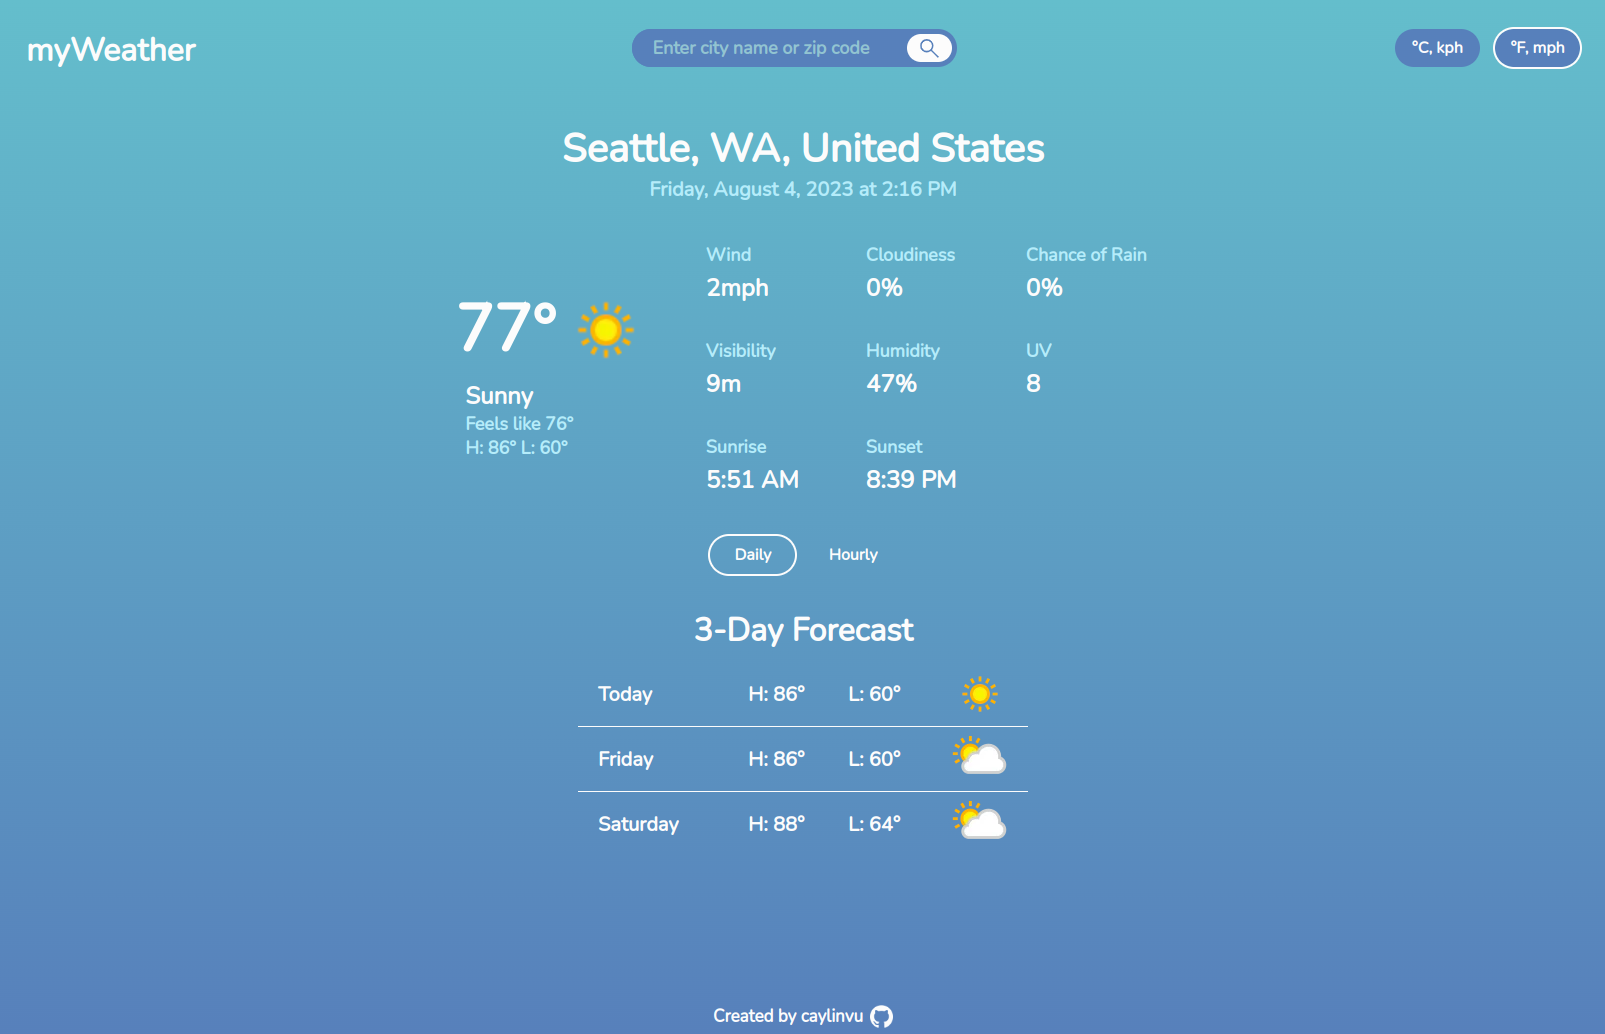 myWeather
Enter city name or zip code
°C, kph
°F, mph
Seattle, WA, United States
Friday, August 4, 2023 at 2:16 PM
77°
Sunny
Feels like 76°
H: 86° L: 60°
Wind
2mph
Cloudiness
0%
Chance of Rain
0%
Visibility
9m
Humidity
47%
UV
8
Sunrise
5:51 AM
Sunset
8:39 PM
Daily
Hourly
3-Day Forecast
Today H: 86° L: 60°
Friday H: 86° L: 60°
Saturday H: 88° L: 64°
Created by caylinvu